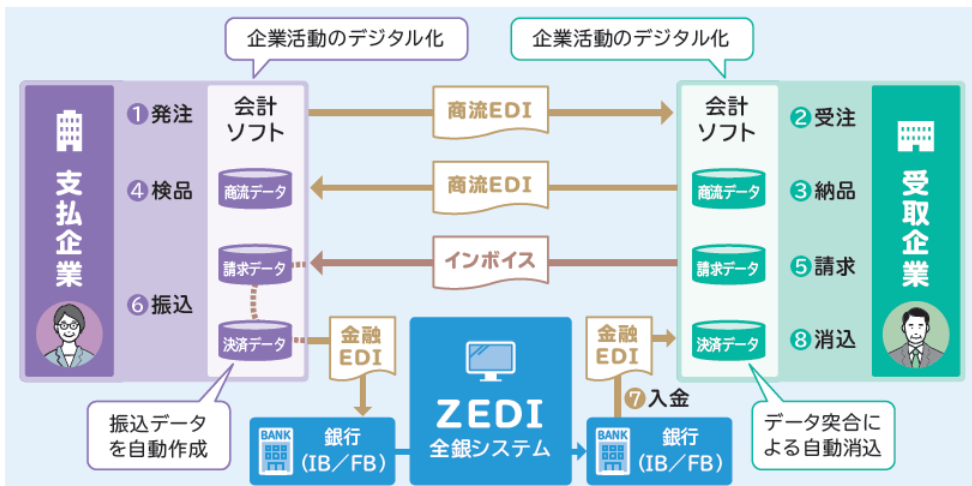 企業活動のデジタル化
企業活動のデジタル化
支払企業
❶発注
会計
ソフト
商流EDI
会計
ソフト
❷受注
受取企業
❹検品
商流データ
商流EDI
商流データ
❸納品
請求データ
インボイス
請求データ
❺請求
❻振込
決済データ
金融
EDI
ZEDI
全銀システム
金融
EDI
決済データ
❽消込
❼入金
振込データ
を自動作成
BANK
銀行
(IB/FB)
BANK
銀行
(IB/FB)
データ突合に
よる自動消込